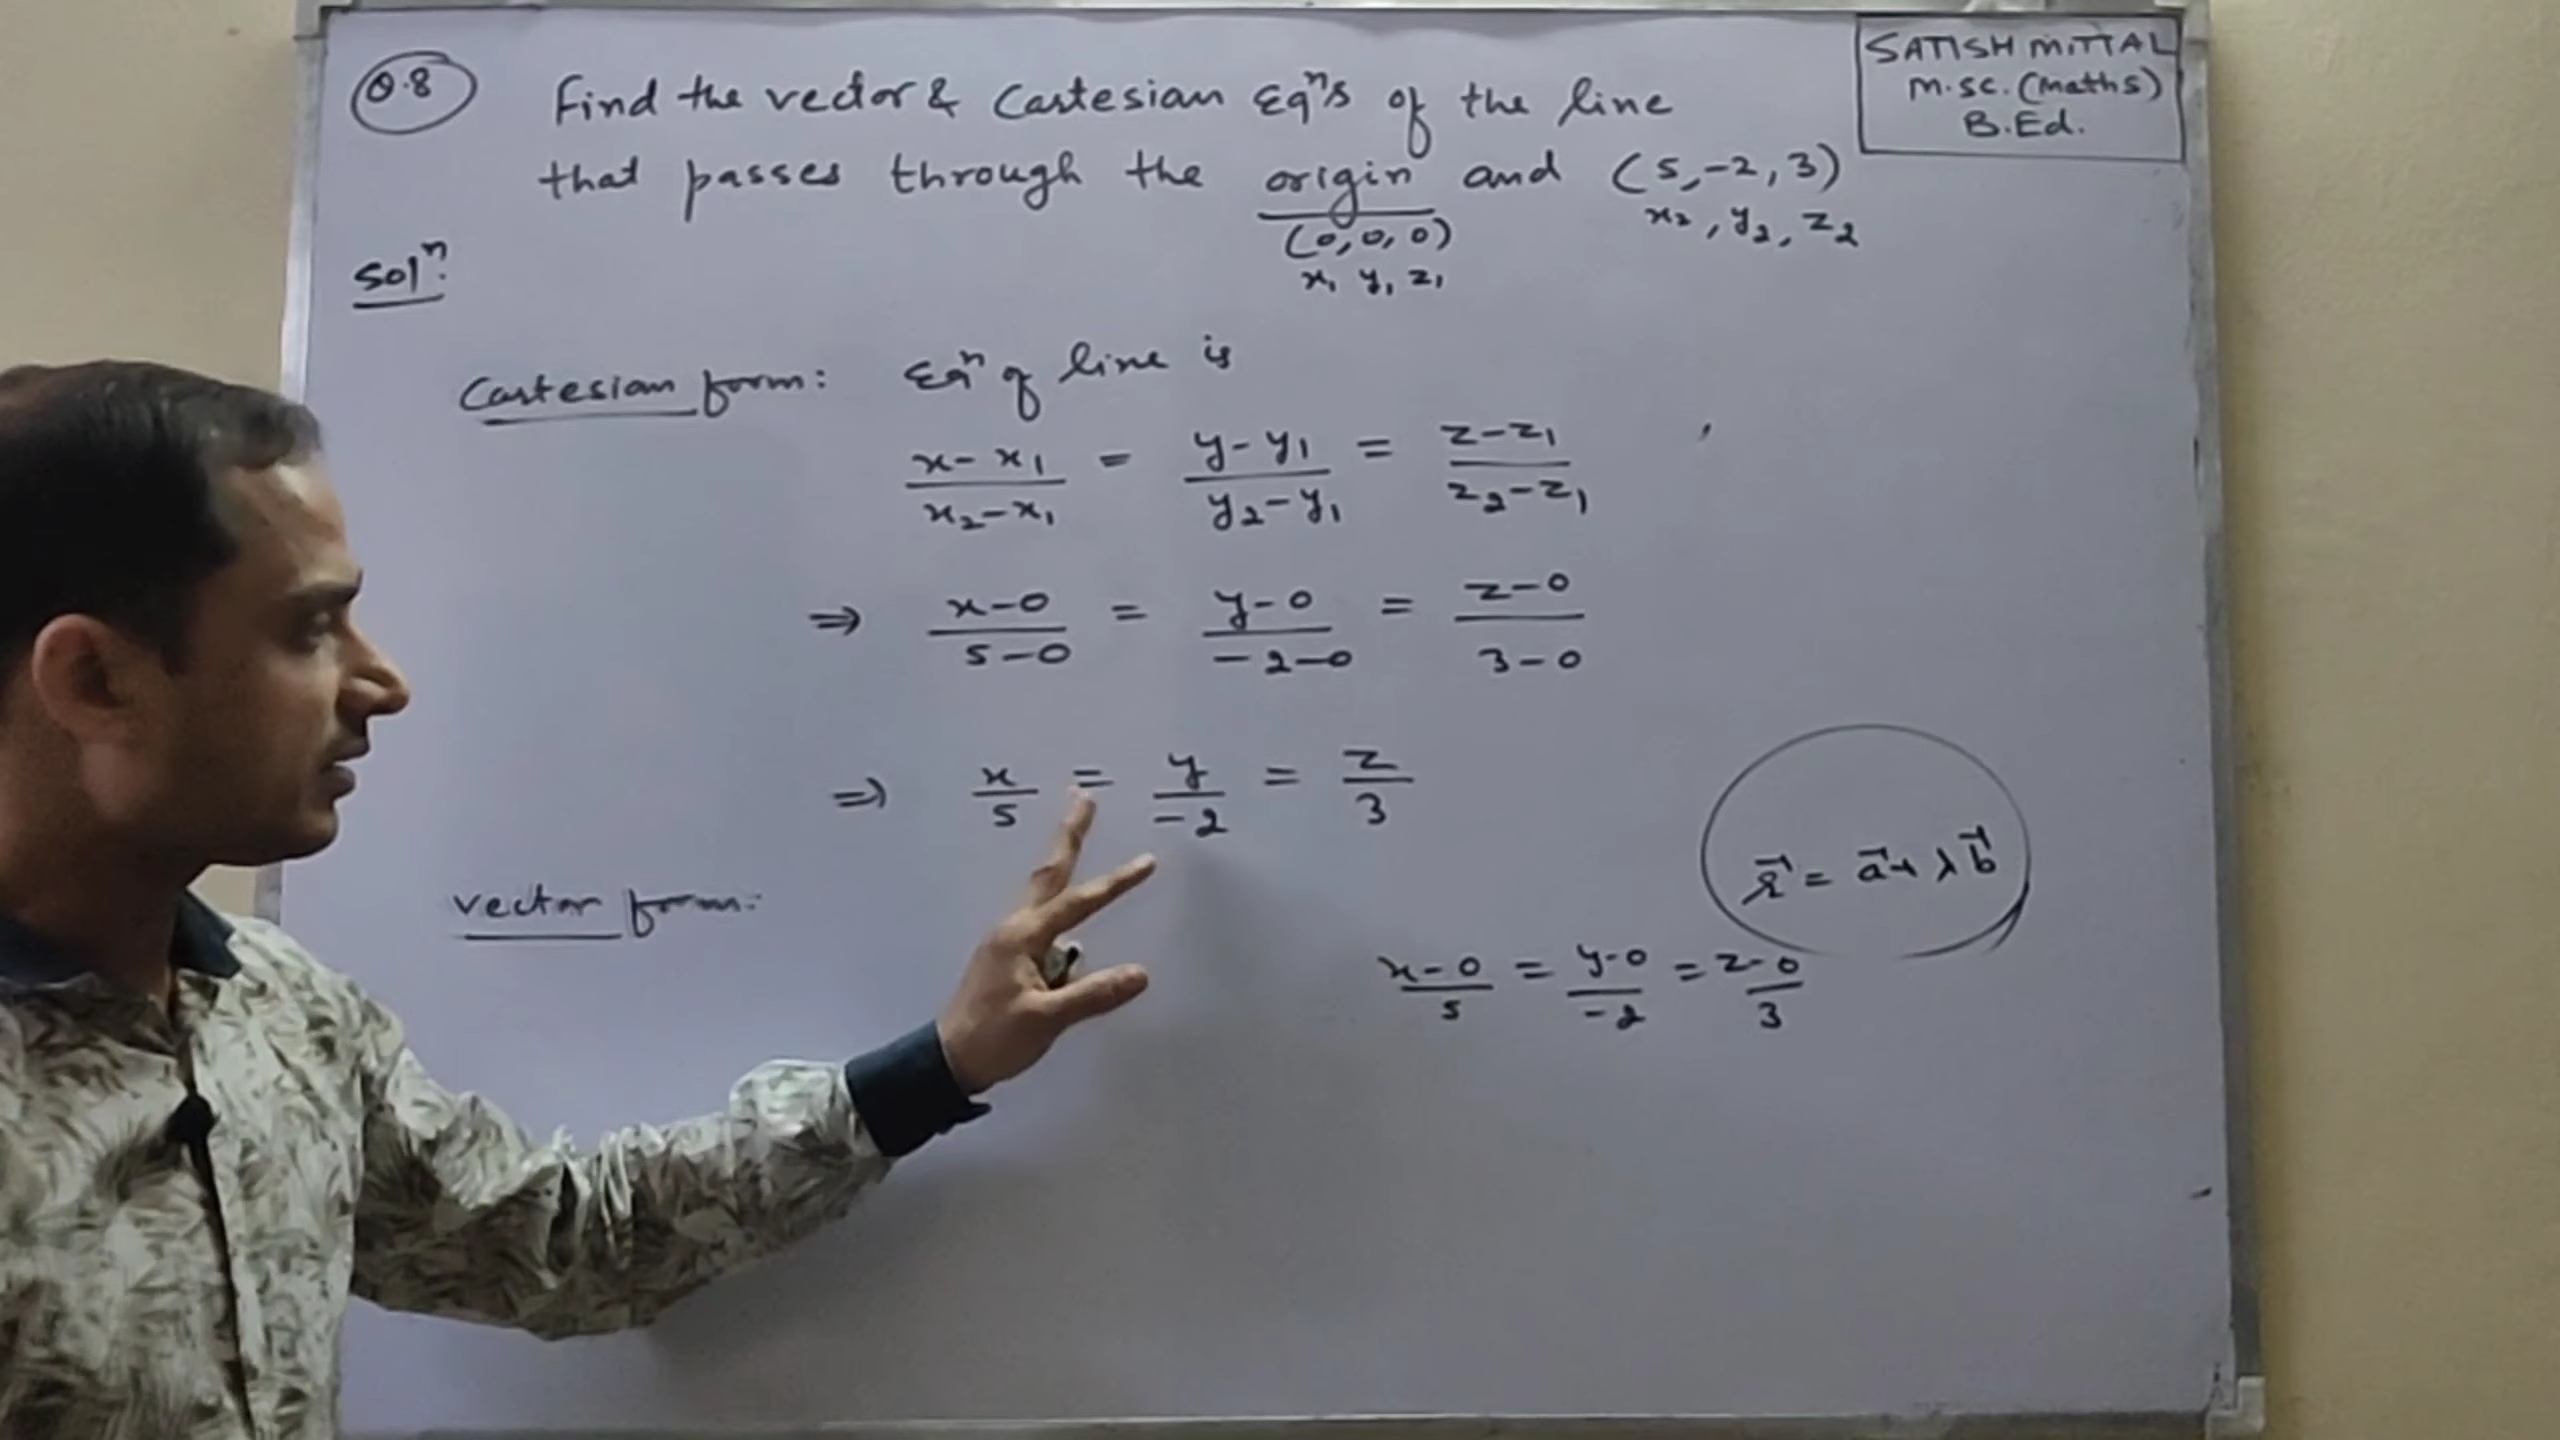 Q.8 Find the vector & Cartesian Eqⁿs of the line
that passes through the origin and (5,-2,3)
(0,0,0) x₂, y₂, z₂
x₁ y₁ z₁
SATISH MITTAL
M.SC. (Maths)
B.Ed.
Solⁿ.
Cartesian form: Eqⁿ of line is
x-x₁/x₂-x₁ = y-y₁/y₂-y₁ = z-z₁/z₂-z₁
⇒ x-0/5-0 = y-0/-2-0 = z-0/3-0
⇒ x/5 = y/-2 = z/3
r⃗ = a⃗+λb⃗
vector form:
x-0/5 = y-0/-2 = z-0/3